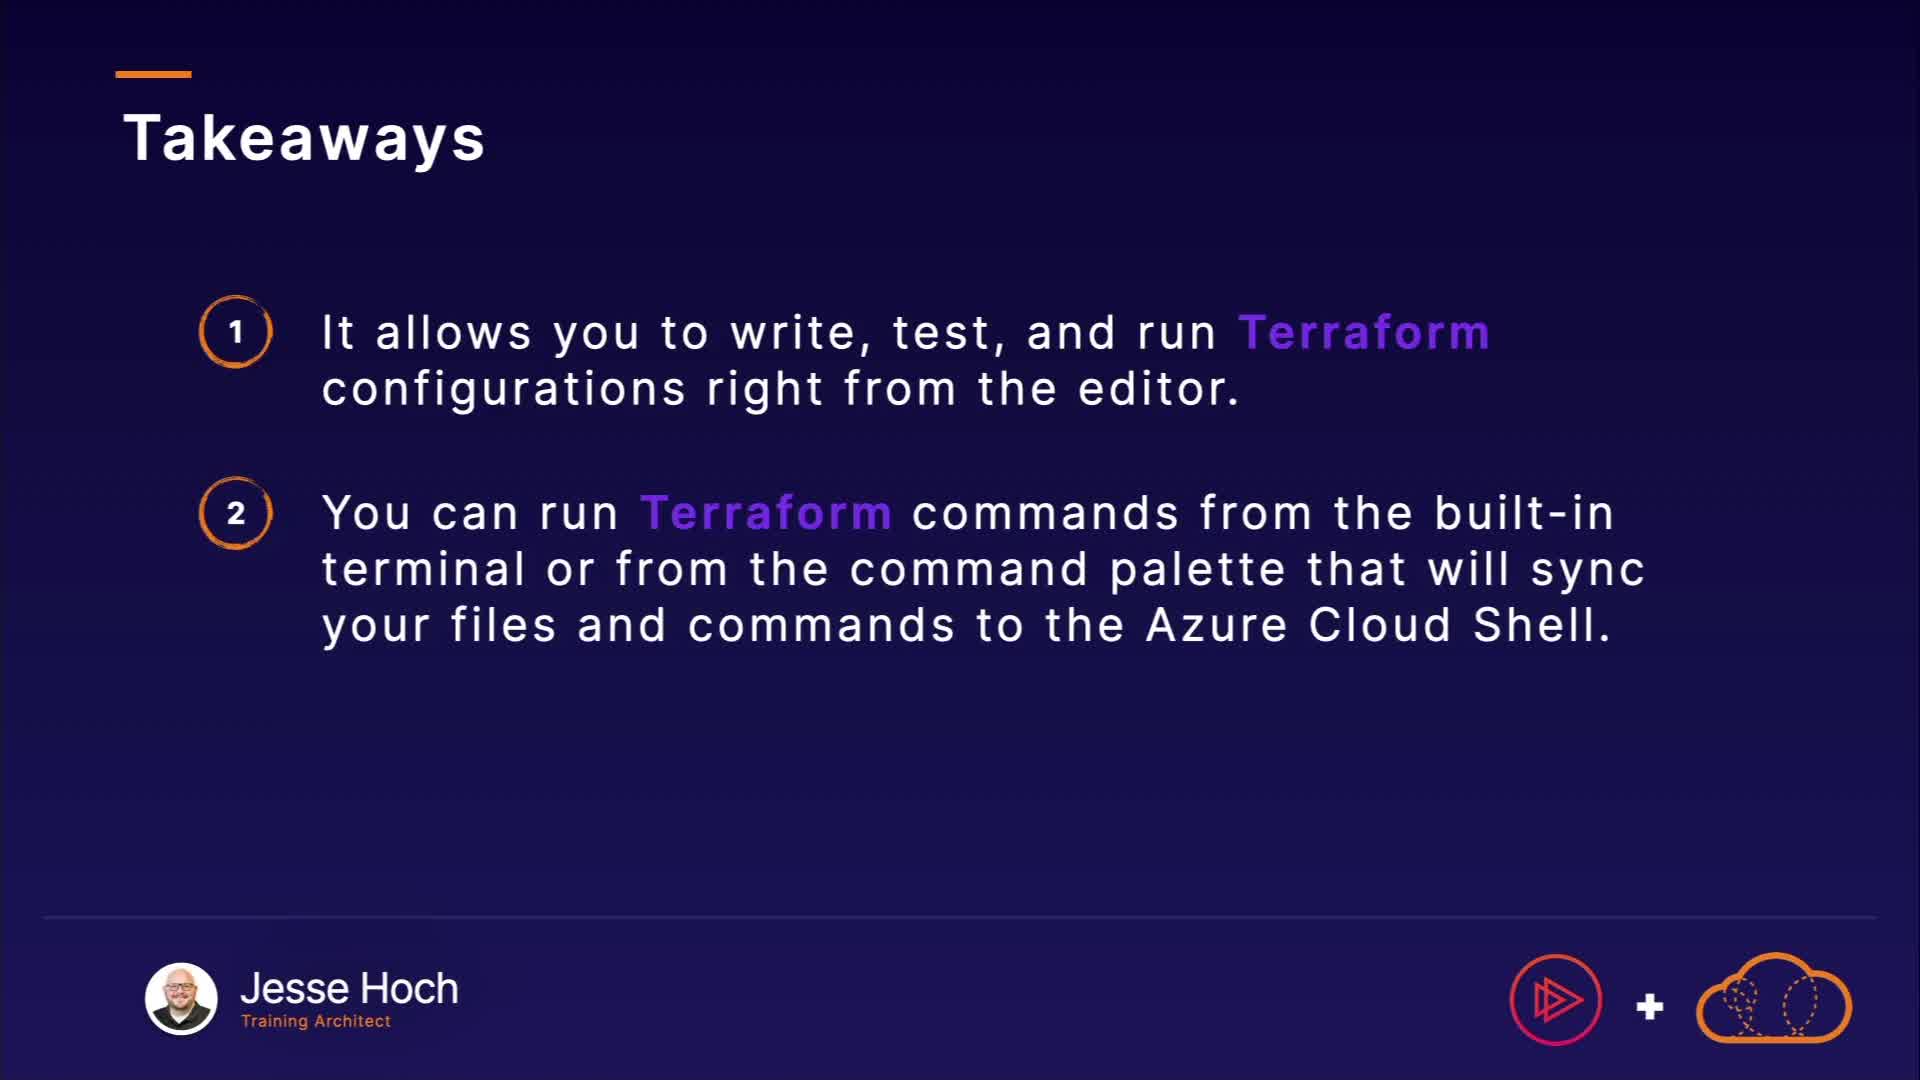 Takeaways
1
It allows you to write, test, and run Terraform
configurations right from the editor.
2
You can run Terraform commands from the built-in
terminal or from the command palette that will sync
your files and commands to the Azure Cloud Shell.
Jesse Hoch
Training Architect
+